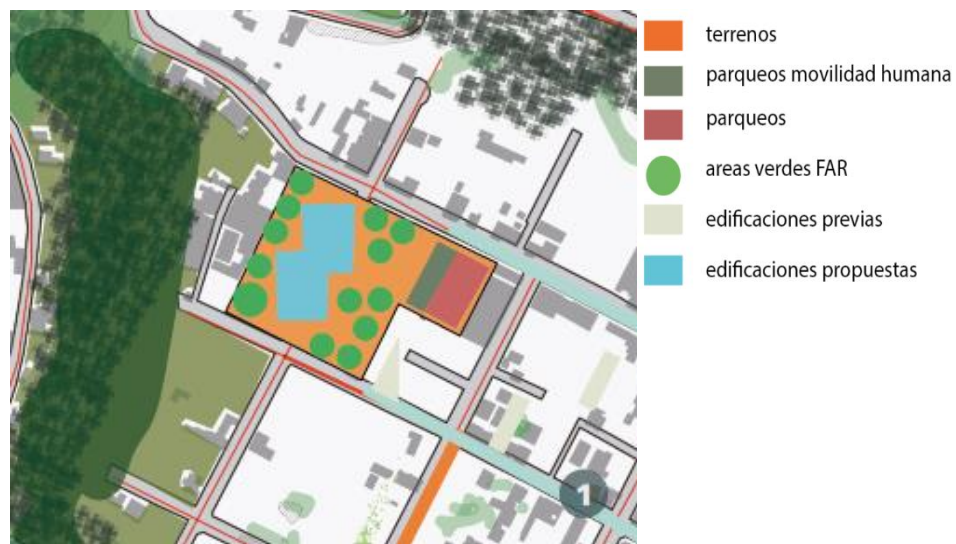 terrenos
parqueos movilidad humana
parqueos
areas verdes FAR
edificaciones previas
edificaciones propuestas
1